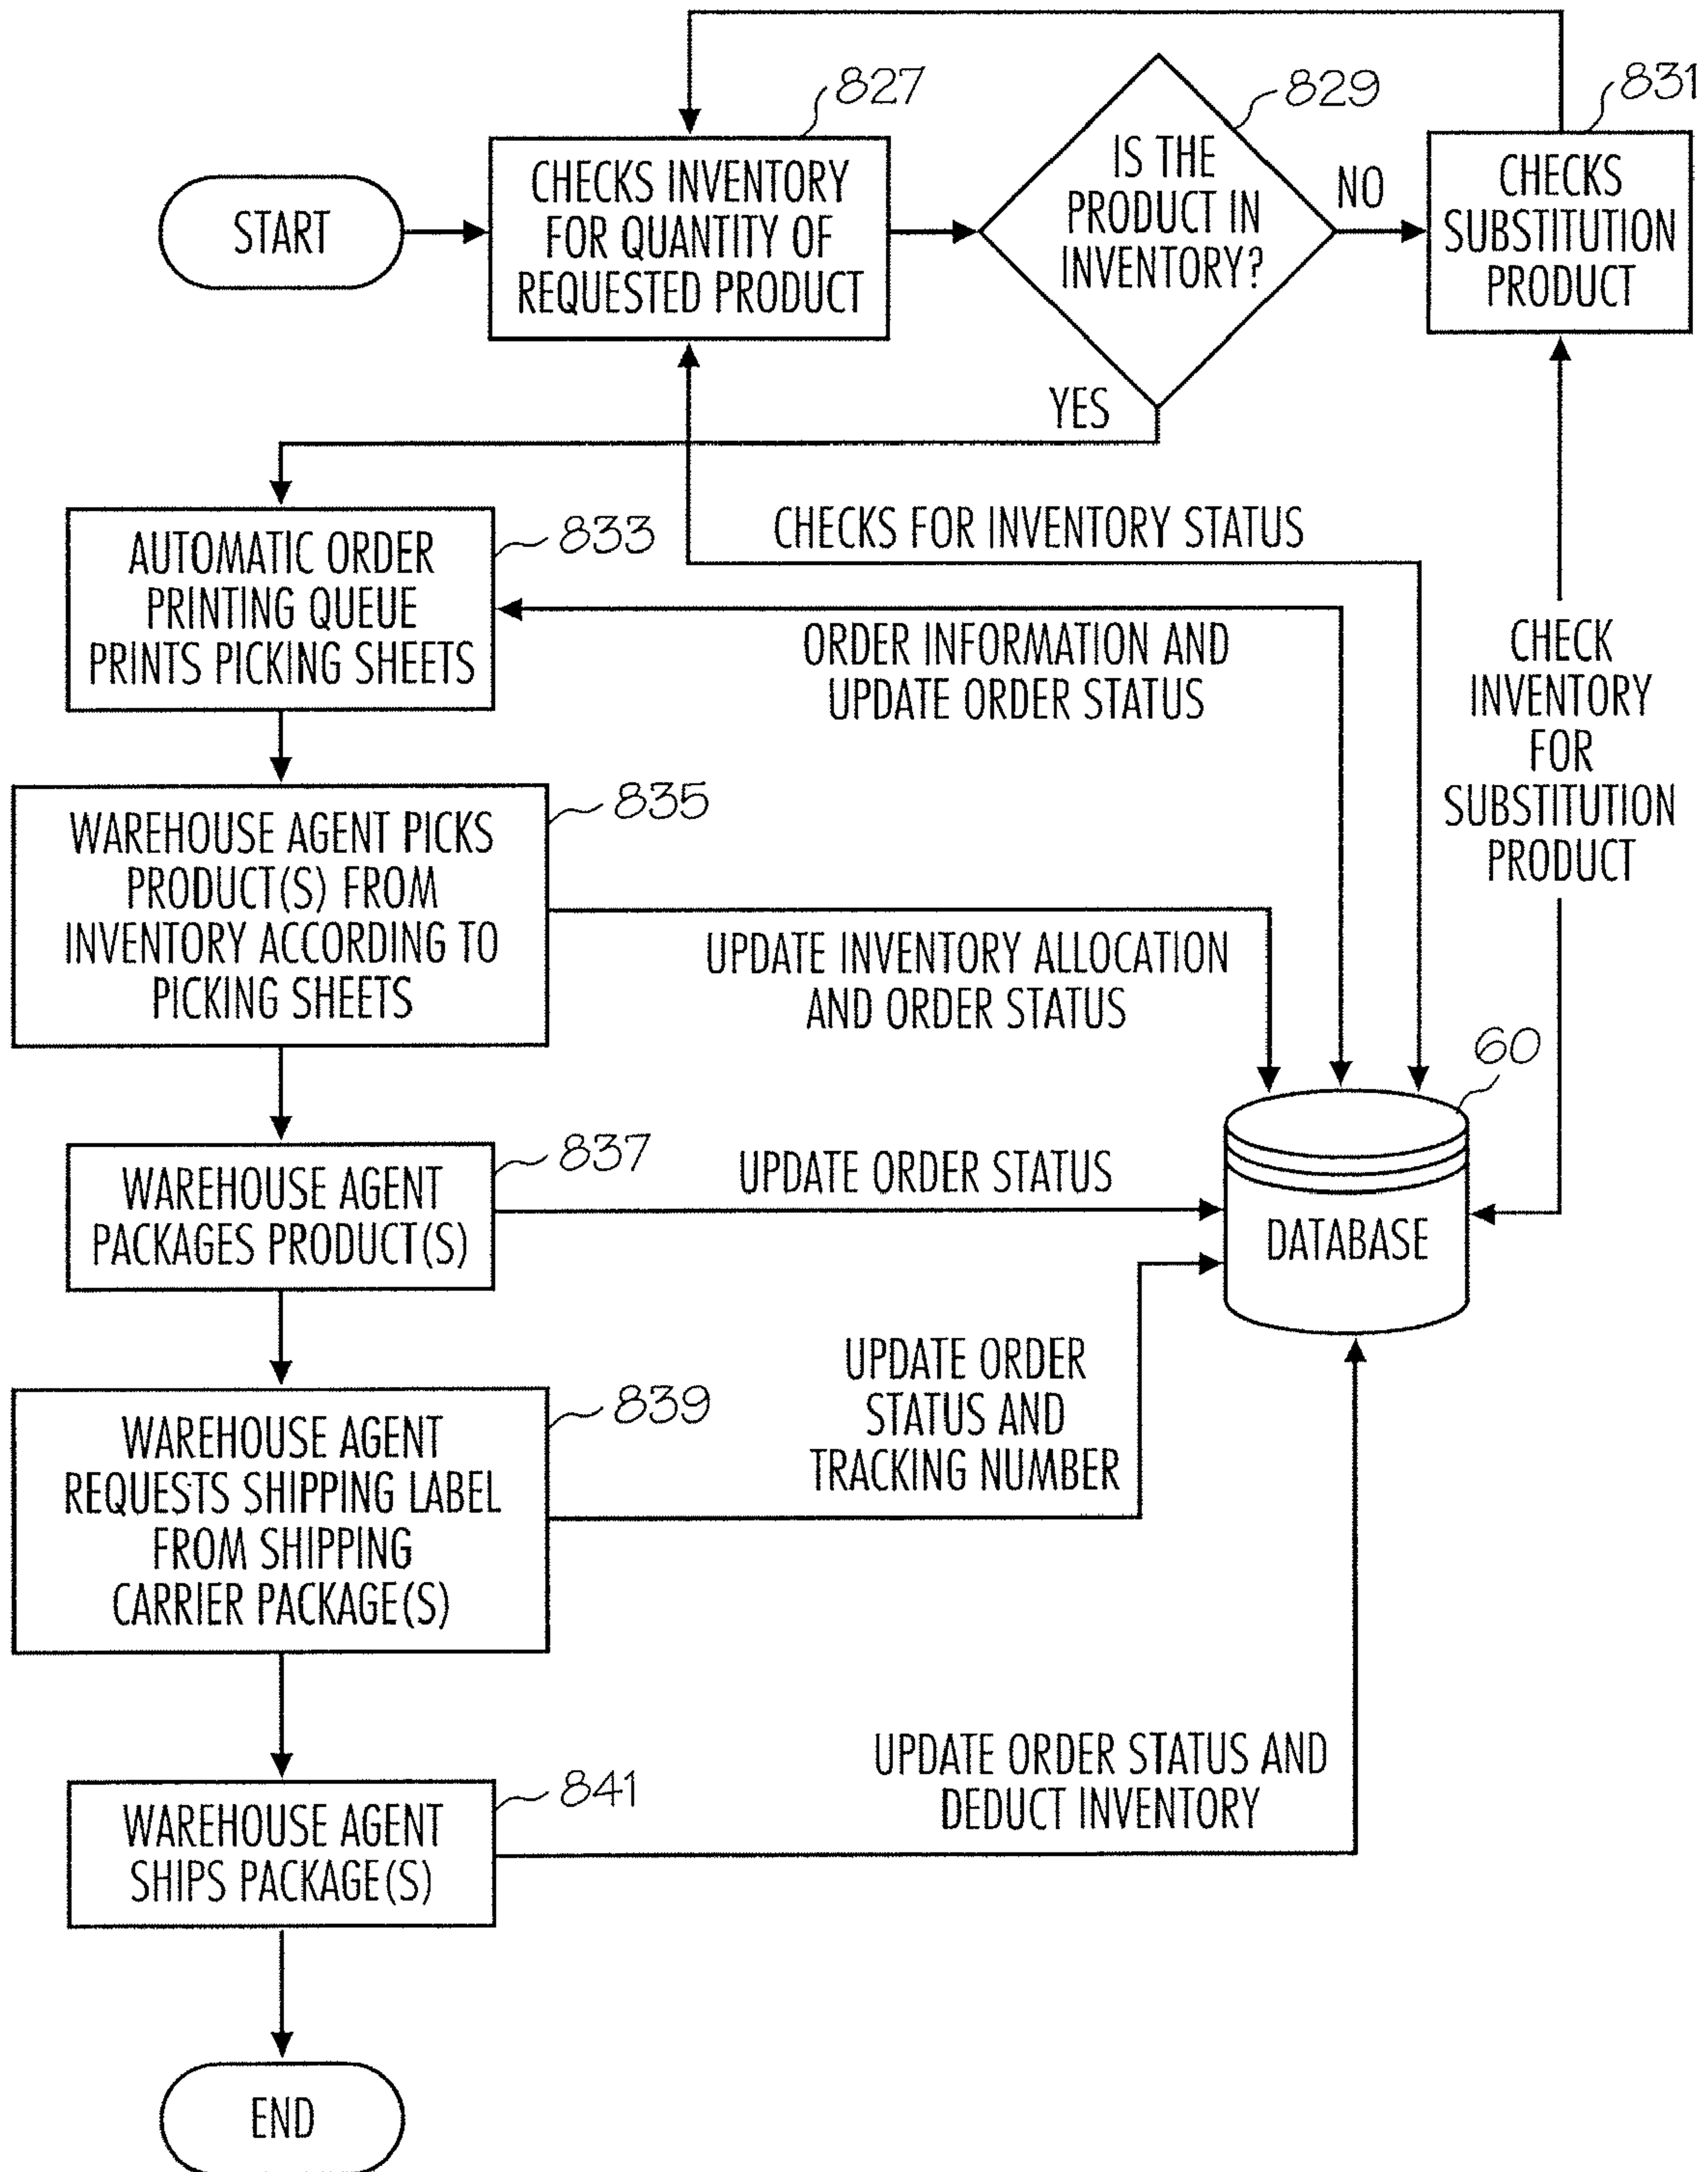 827
829
831
START
CHECKS INVENTORY
FOR QUANTITY OF
REQUESTED PRODUCT
IS THE
PRODUCT IN
INVENTORY?
NO
CHECKS
SUBSTITUTION
PRODUCT
YES
AUTOMATIC ORDER
PRINTING QUEUE
PRINTS PICKING SHEETS
833
CHECKS FOR INVENTORY STATUS
ORDER INFORMATION AND
UPDATE ORDER STATUS
CHECK
INVENTORY
FOR
SUBSTITUTION
PRODUCT
WAREHOUSE AGENT PICKS
PRODUCT(S) FROM
INVENTORY ACCORDING TO
PICKING SHEETS
835
UPDATE INVENTORY ALLOCATION
AND ORDER STATUS
60
DATABASE
WAREHOUSE AGENT
PACKAGES PRODUCT(S)
837
UPDATE ORDER STATUS
WAREHOUSE AGENT
REQUESTS SHIPPING LABEL
FROM SHIPPING
CARRIER PACKAGE(S)
839
UPDATE ORDER
STATUS AND
TRACKING NUMBER
WAREHOUSE AGENT
SHIPS PACKAGE(S)
841
UPDATE ORDER STATUS AND
DEDUCT INVENTORY
END